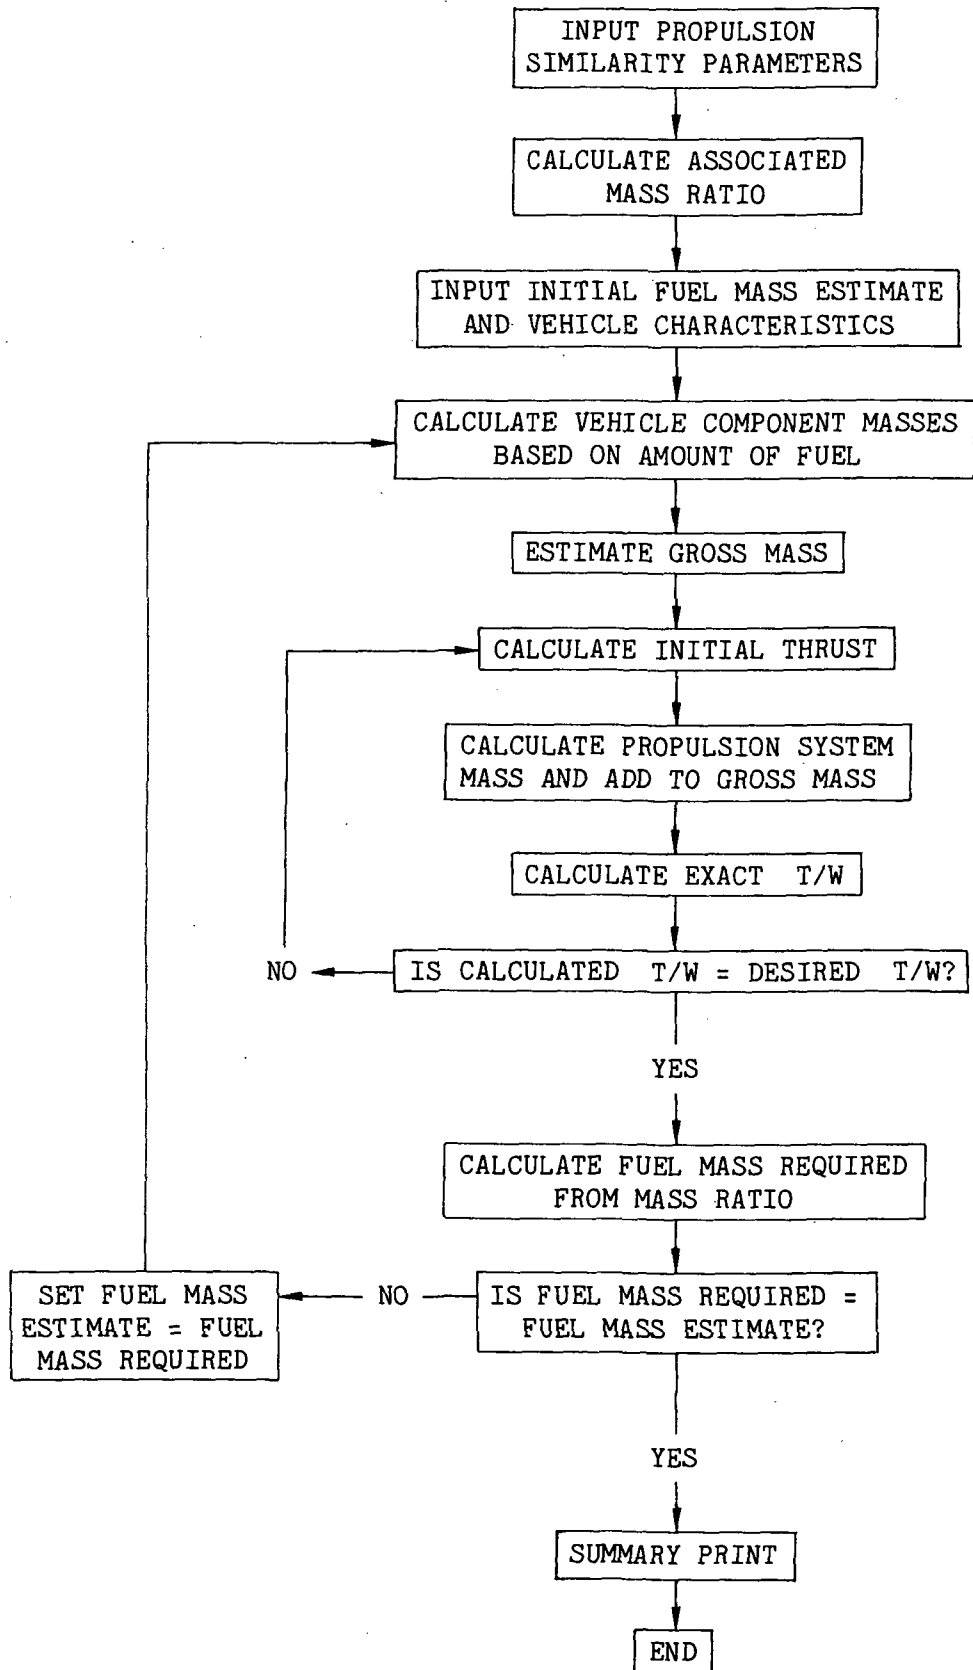 INPUT PROPULSION
SIMILARITY PARAMETERS
CALCULATE ASSOCIATED
MASS RATIO
INPUT INITIAL FUEL MASS ESTIMATE
AND VEHICLE CHARACTERISTICS
CALCULATE VEHICLE COMPONENT MASSES
BASED ON AMOUNT OF FUEL
ESTIMATE GROSS MASS
CALCULATE INITIAL THRUST
CALCULATE PROPULSION SYSTEM
MASS AND ADD TO GROSS MASS
CALCULATE EXACT T/W
IS CALCULATED T/W = DESIRED T/W?
NO
YES
CALCULATE FUEL MASS REQUIRED
FROM MASS RATIO
IS FUEL MASS REQUIRED =
FUEL MASS ESTIMATE?
NO
SET FUEL MASS
ESTIMATE = FUEL
MASS REQUIRED
YES
SUMMARY PRINT
END